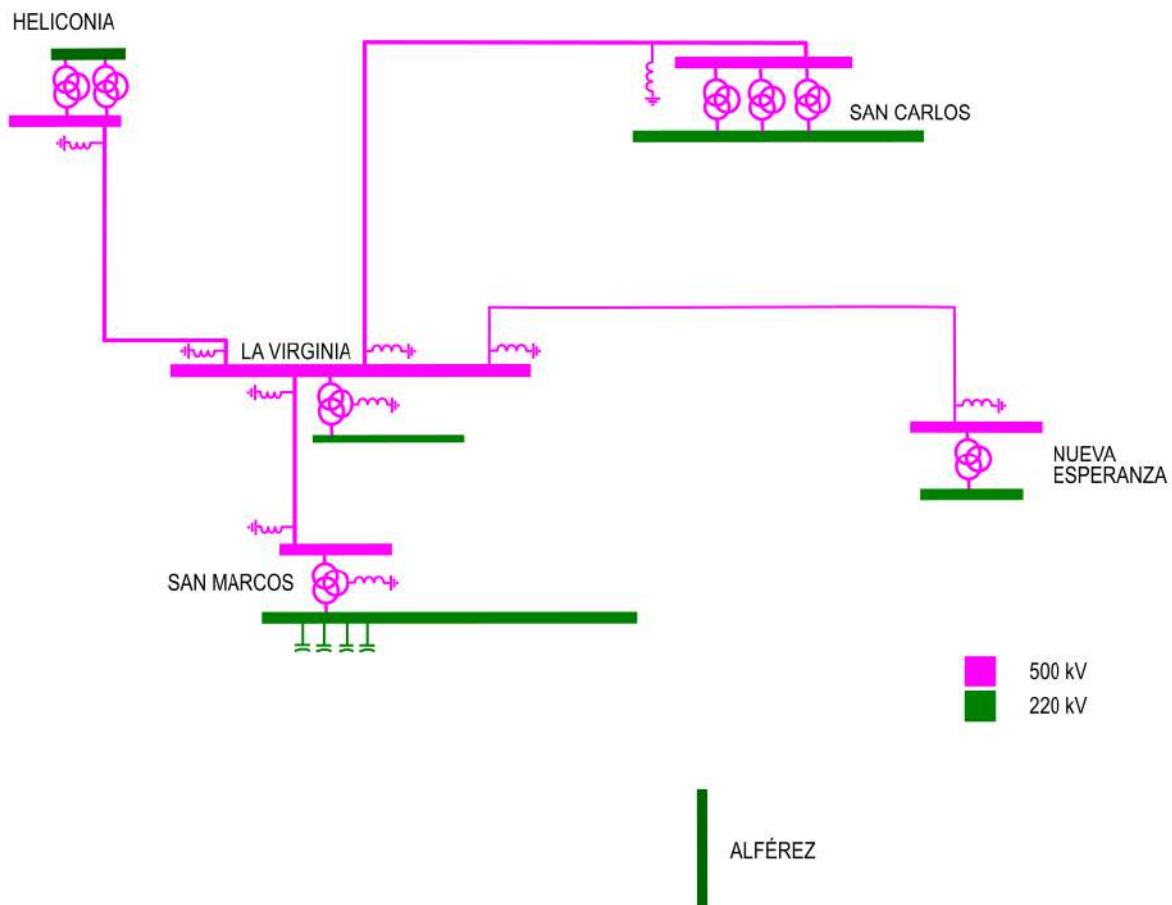 HELICONIA
SAN CARLOS
LA VIRGINIA
NUEVA
ESPERANZA
SAN MARCOS
500 kV
220 kV
ALFÉREZ